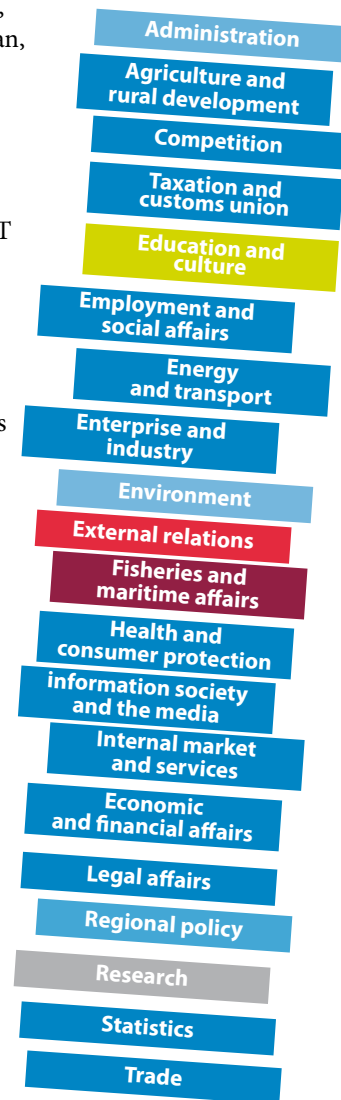 ,
an,
Administration
Agriculture and
rural development
Competition
Taxation and
customs union
T
Education and
culture
Employment and
social affairs
Energy
and transport
s
Enterprise and
industry
Environment
External relations
Fisheries and
maritime affairs
Health and
consumer protection
information society
and the media
Internal market
and services
Economic
and financial affairs
Legal affairs
Regional policy
Research
Statistics
Trade